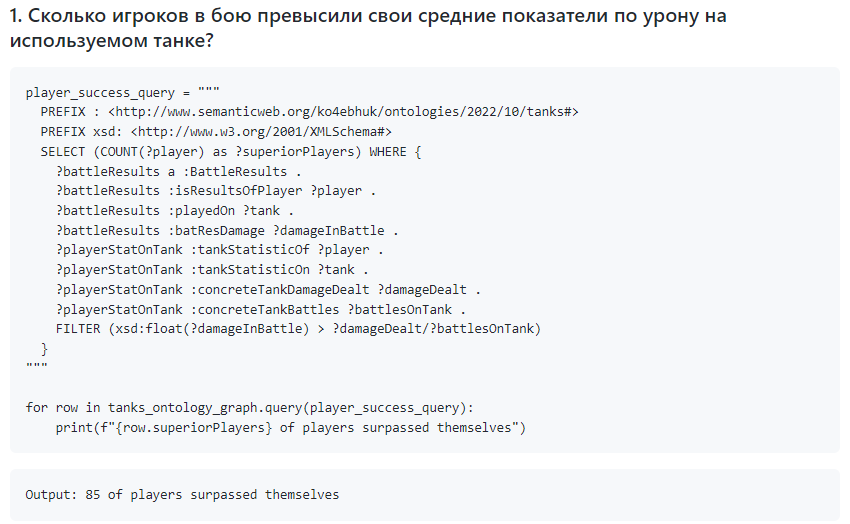 1. Сколько игроков в бою превысили свои средние показатели по урону на
используемом танке?
player_success_query = """
  PREFIX : <http://www.semanticweb.org/ko4ebhuk/ontologies/2022/10/tanks#>
  PREFIX xsd: <http://www.w3.org/2001/XMLSchema#>
  SELECT (COUNT(?player) as ?superiorPlayers) WHERE {
    ?battleResults a :BattleResults .
    ?battleResults :isResultsOfPlayer ?player .
    ?battleResults :playedOn ?tank .
    ?battleResults :batResDamage ?damageInBattle .
    ?playerStatOnTank :tankStatisticOf ?player .
    ?playerStatOnTank :tankStatisticOn ?tank .
    ?playerStatOnTank :concreteTankDamageDealt ?damageDealt .
    ?playerStatOnTank :concreteTankBattles ?battlesOnTank .
    FILTER (xsd:float(?damageInBattle) > ?damageDealt/?battlesOnTank)
  }
"""
for row in tanks_ontology_graph.query(player_success_query):
    print(f"{row.superiorPlayers} of players surpassed themselves")
Output: 85 of players surpassed themselves